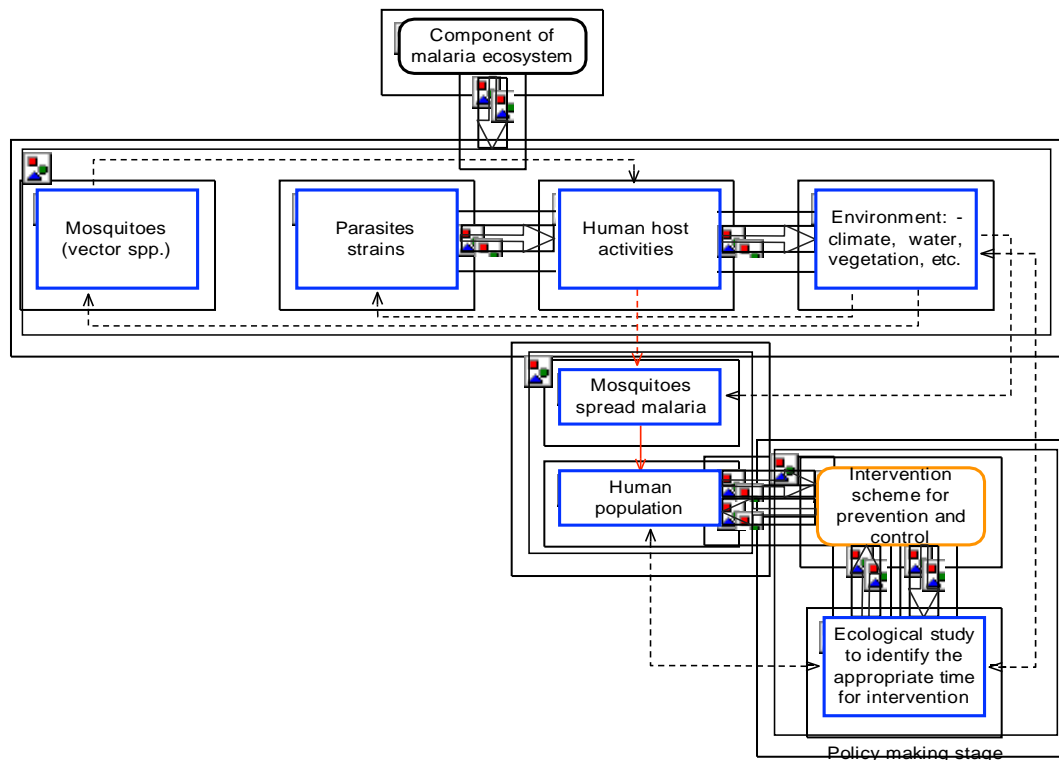 Component of
malaria ecosystem
Mosquitoes
(vector spp.)
Parasites
strains
Human host
activities
Environment: -
climate, water,
vegetation, etc.
Mosquitoes
spread malaria
Human
population
Intervention
scheme for
prevention and
control
Ecological study
to identify the
appropriate time
for intervention
Policy making stage